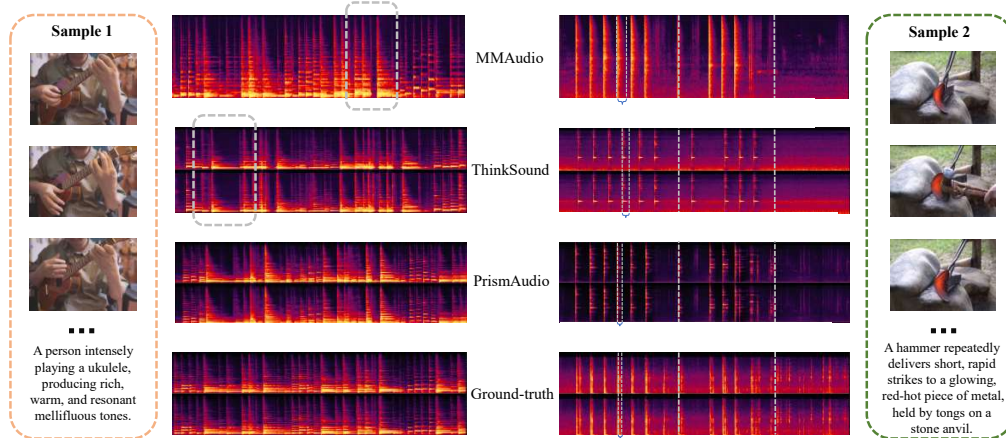 Sample 1
A person intensely
playing a ukulele,
producing rich,
warm, and resonant
mellifluous tones.
MMAudio
ThinkSound
PrismAudio
Ground-truth
Sample 2
A hammer repeatedly
delivers short, rapid
strikes to a glowing,
red-hot piece of metal,
held by tongs on a
stone anvil.